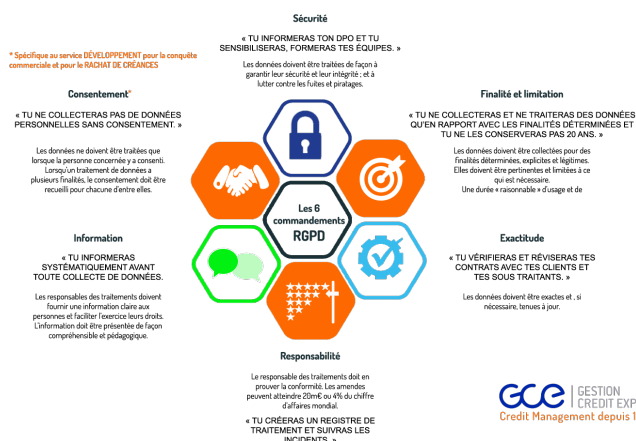 Sécurité
« TU INFORMERAS TON DPO ET TU
SENSIBILISERAS, FORMERAS TES ÉQUIPES. »
Les données doivent être traitées de façon à
garantir leur sécurité et leur intégrité ; et à
lutter contre les fuites et piratages.
* Spécifique au service DÉVELOPPEMENT pour la conquête
commerciale et pour le RACHAT DE CRÉANCES
Consentement*
« TU NE COLLECTERAS PAS DE DONNÉES
PERSONNELLES SANS CONSENTEMENT. »
Les données ne doivent être traitées que
lorsque la personne concernée y a consenti.
Lorsqu'un traitement de données a
plusieurs finalités, le consentement doit être
recueilli pour chacune d'entre elles.
Finalité et limitation
« TU NE COLLECTERAS ET NE TRAITERAS DES DONNÉES
QU'EN RAPPORT AVEC LES FINALITÉS DÉTERMINÉES ET
TU NE LES CONSERVERAS PAS 20 ANS. »
Les données doivent être collectées pour des
finalités déterminées, explicites et légitimes.
Elles doivent être pertinentes et limitées à ce
qui est nécessaire.
Une durée « raisonnable » d'usage et de
Les 6
commandements
RGPD
Information
« TU INFORMERAS
SYSTÉMATIQUEMENT AVANT
TOUTE COLLECTE DE DONNÉES.
Les responsables des traitements doivent
fournir une information claire aux
personnes et faciliter l'exercice leurs droits.
L'information doit être présentée de façon
compréhensible et pédagogique.
Exactitude
« TU VÉRIFIERAS ET RÉVISERAS TES
CONTRATS AVEC TES CLIENTS ET
TES SOUS TRAITANTS. »
Les données doivent être exactes et , si
nécessaire, tenues à jour.
Responsabilité
Le responsable des traitements doit en
prouver la conformité. Les amendes
peuvent atteindre 20m€ ou 4% du chiffre
d'affaires mondial.
« TU CRÉERAS UN REGISTRE DE
TRAITEMENT ET SUIVRAS LES
INCIDENTS. »
GCE GESTION
CREDIT EXP
Credit Management depuis 1